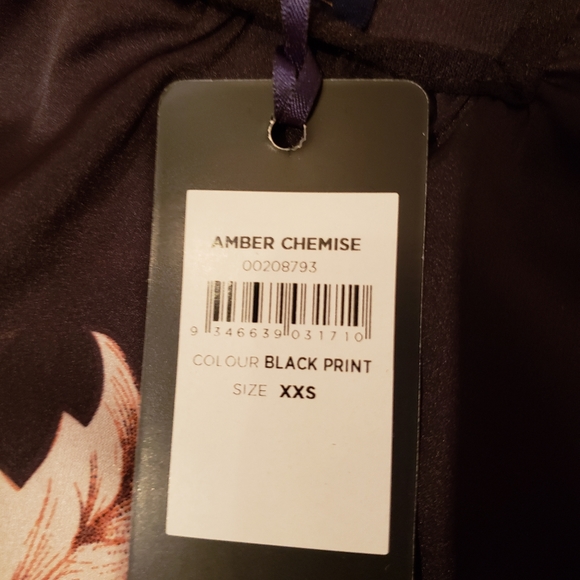 AMBER CHEMISE
00208793
9 346639 031710
COLOUR BLACK PRINT
SIZE XXS